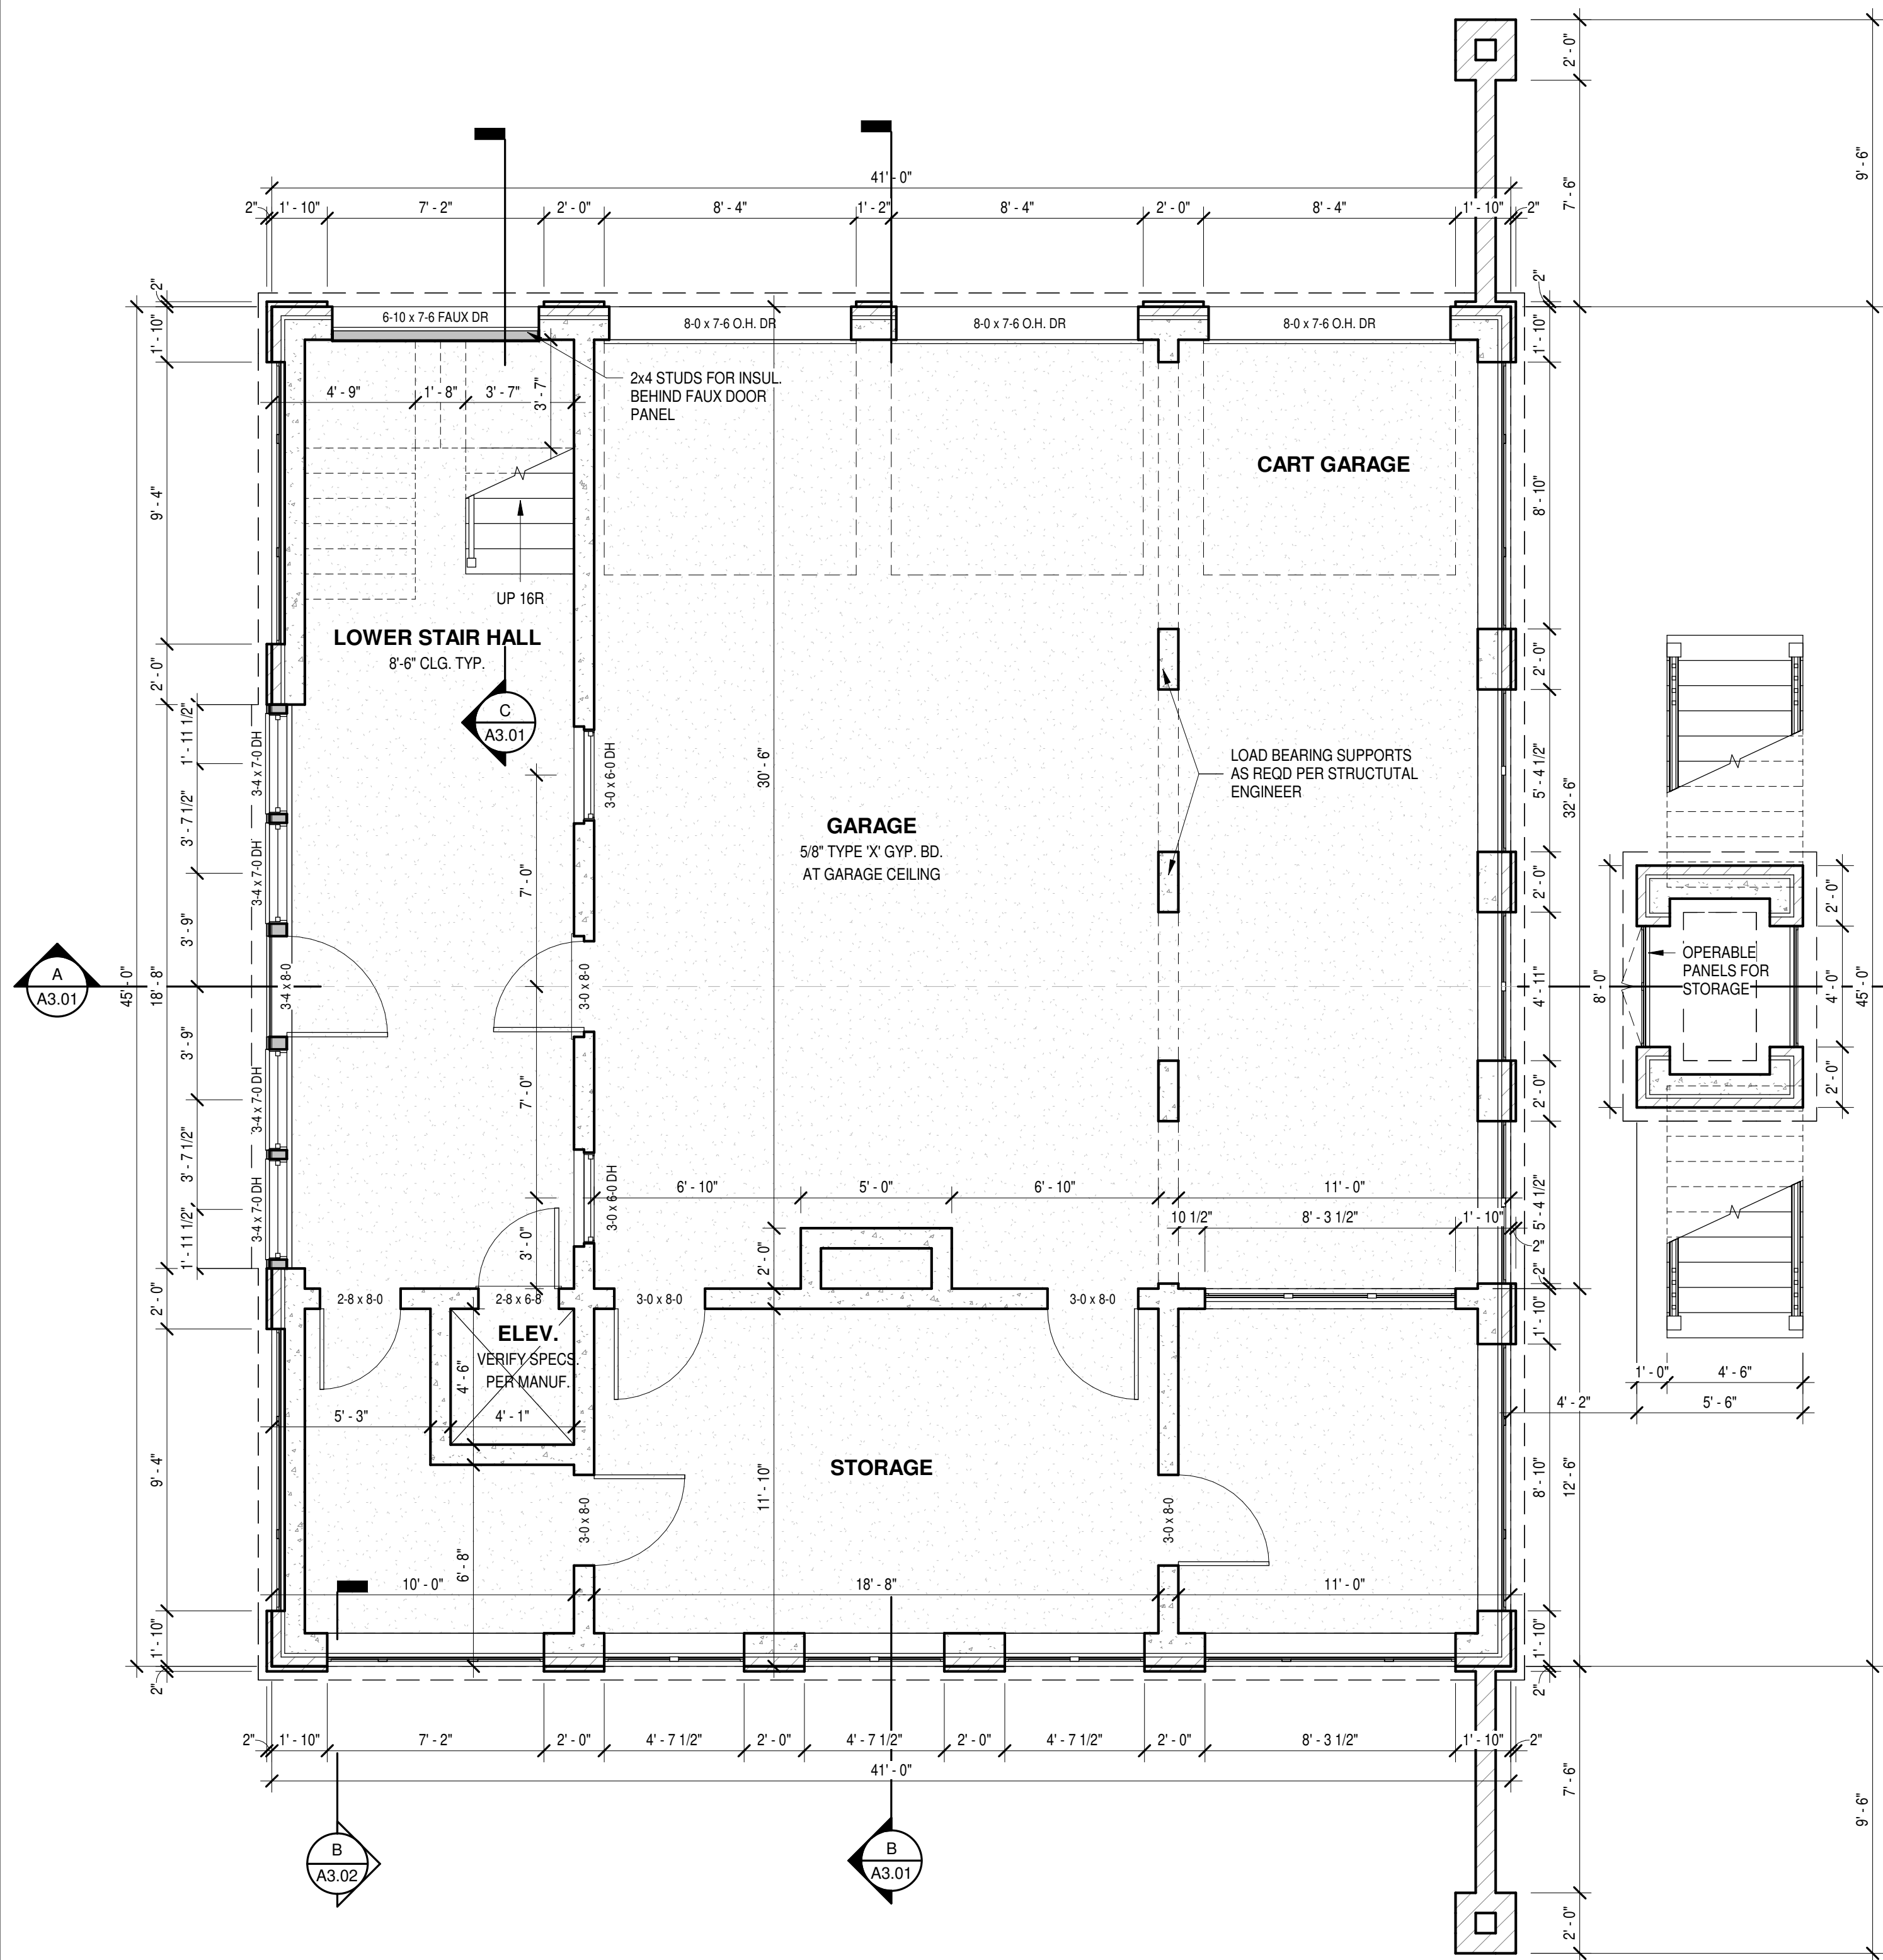 2' - 0"
9' - 6"
7' - 6"
41' - 0"
2"
1' - 10"
7' - 2"
2' - 0"
8' - 4"
1' - 2"
8' - 4"
2' - 0"
8' - 4"
1' - 10"
2"
2"
1' - 10"
6-10 x 7-6 FAUX DR
8-0 x 7-6 O.H. DR
8-0 x 7-6 O.H. DR
8-0 x 7-6 O.H. DR
2"
1' - 10"
4' - 9"
1' - 8"
3' - 7"
3' - 7"
2x4 STUDS FOR INSUL.
BEHIND FAUX DOOR
PANEL
CART GARAGE
9' - 4"
8' - 10"
UP 16R
LOWER STAIR HALL
8'-6" CLG. TYP.
2' - 0"
2' - 0"
C
A3.01
1' - 11 1/2"
3-4 x 7-0 DH
3-0 x 6-0 DH
30' - 6"
LOAD BEARING SUPPORTS
AS REQD PER STRUCTUTAL
ENGINEER
5' - 4 1/2"
32' - 6"
3' - 7 1/2"
3-4 x 7-0 DH
7' - 0"
GARAGE
5/8" TYPE 'X' GYP. BD.
AT GARAGE CEILING
2' - 0"
2' - 0"
3' - 9"
A
A3.01
45' - 0"
18' - 8"
3-4 x 8-0
3-0 x 8-0
4' - 11"
8' - 0"
OPERABLE
PANELS FOR
STORAGE
4' - 0"
45' - 0"
3' - 9"
3-4 x 7-0 DH
7' - 0"
2' - 0"
2' - 0"
3' - 7 1/2"
3-4 x 7-0 DH
3-0 x 6-0 DH
6' - 10"
5' - 0"
6' - 10"
11' - 0"
5' - 4 1/2"
1' - 11 1/2"
3' - 0"
2' - 0"
10 1/2"
8' - 3 1/2"
1' - 10"
2"
2"
2' - 0"
2-8 x 8-0
2-8 x 6-8
3-0 x 8-0
3-0 x 8-0
1' - 10"
ELEV.
VERIFY SPECS.
PER MANUF.
4' - 6"
5' - 3"
4' - 1"
1' - 0"
4' - 6"
4' - 2"
5' - 6"
9' - 4"
STORAGE
11' - 10"
3-0 x 8-0
3-0 x 8-0
8' - 10"
12' - 6"
6' - 8"
10' - 0"
18' - 8"
11' - 0"
1' - 10"
2"
1' - 10"
2"
2"
1' - 10"
7' - 2"
2' - 0"
4' - 7 1/2"
2' - 0"
4' - 7 1/2"
2' - 0"
4' - 7 1/2"
2' - 0"
8' - 3 1/2"
1' - 10"
2"
41' - 0"
7' - 6"
9' - 6"
B
A3.02
B
A3.01
2' - 0"